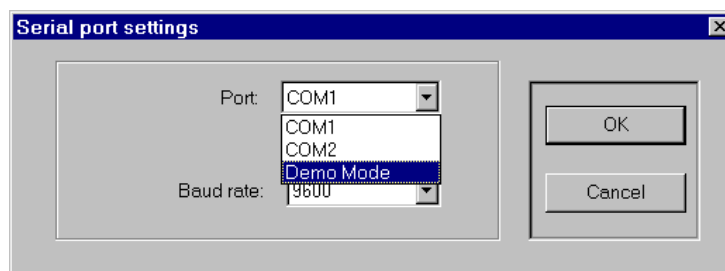 Serial port settings
Port: COM1
COM1
COM2
Demo Mode
Baud rate: 9600
OK
Cancel